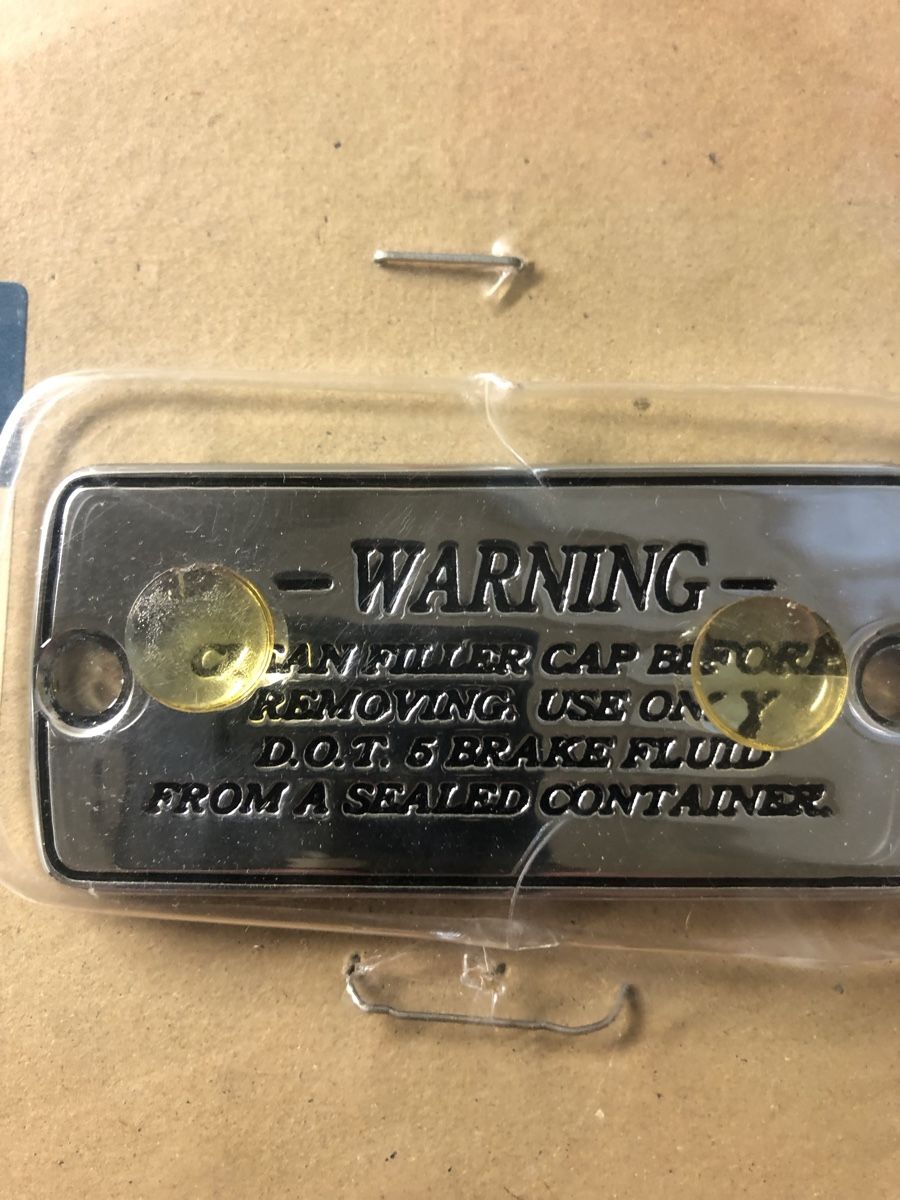 - WARNING -
CLEAN FILLER CAP BEFORE
REMOVING. USE ONLY
D.O.T. 5 BRAKE FLUID
FROM A SEALED CONTAINER.